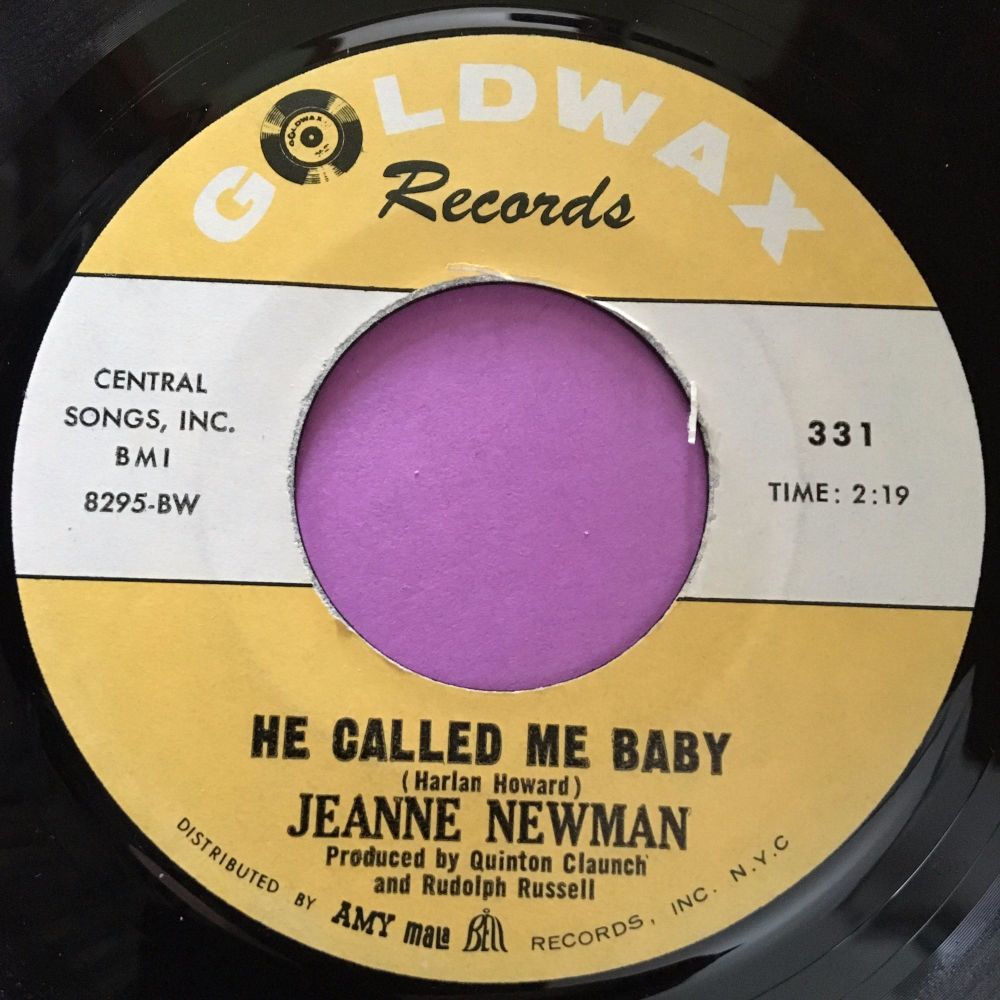 GOLDWAX
Records
CENTRAL
SONGS, INC.
BMI
8295-BW
331
TIME: 2:19
HE CALLED ME BABY
(Harlan Howard)
JEANNE NEWMAN
Produced by Quinton Claunch
and Rudolph Russell
DISTRIBUTED BY AMY mala BELL RECORDS, INC. N.Y.C